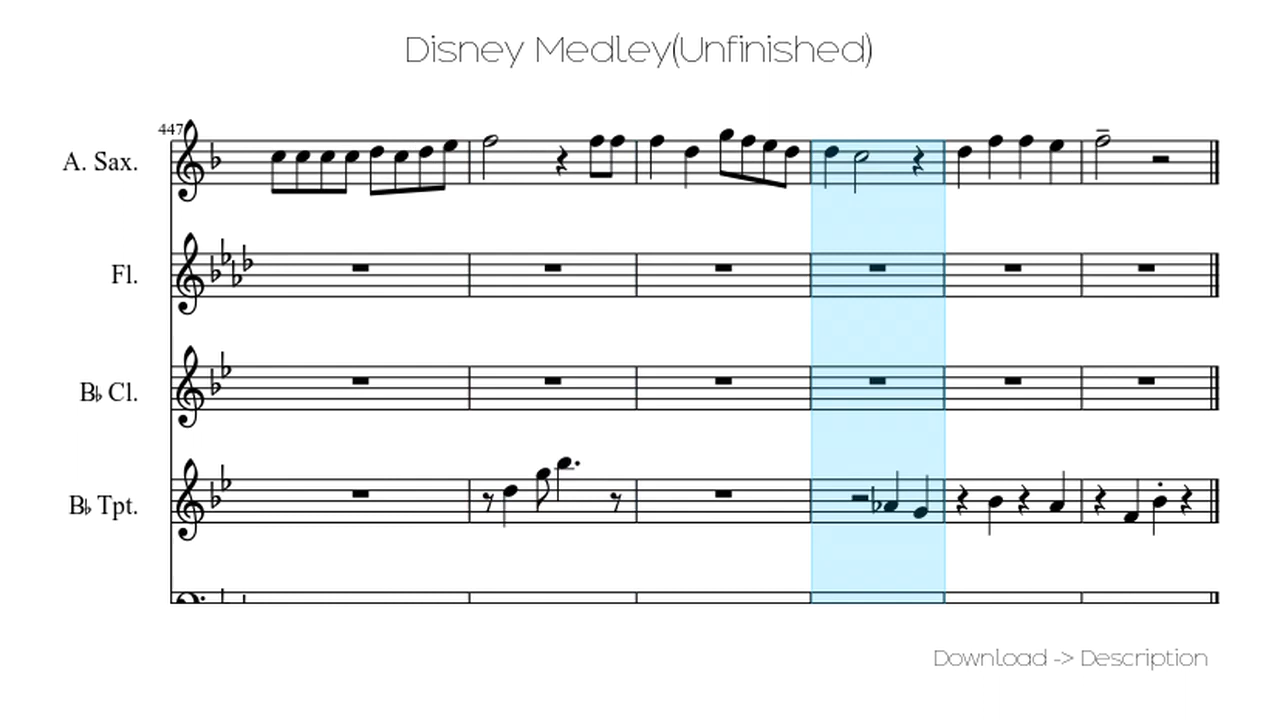 Disney Medley(Unfinished)
447
A. Sax.
Fl.
B♭ Cl.
B♭ Tpt.
Download -> Description